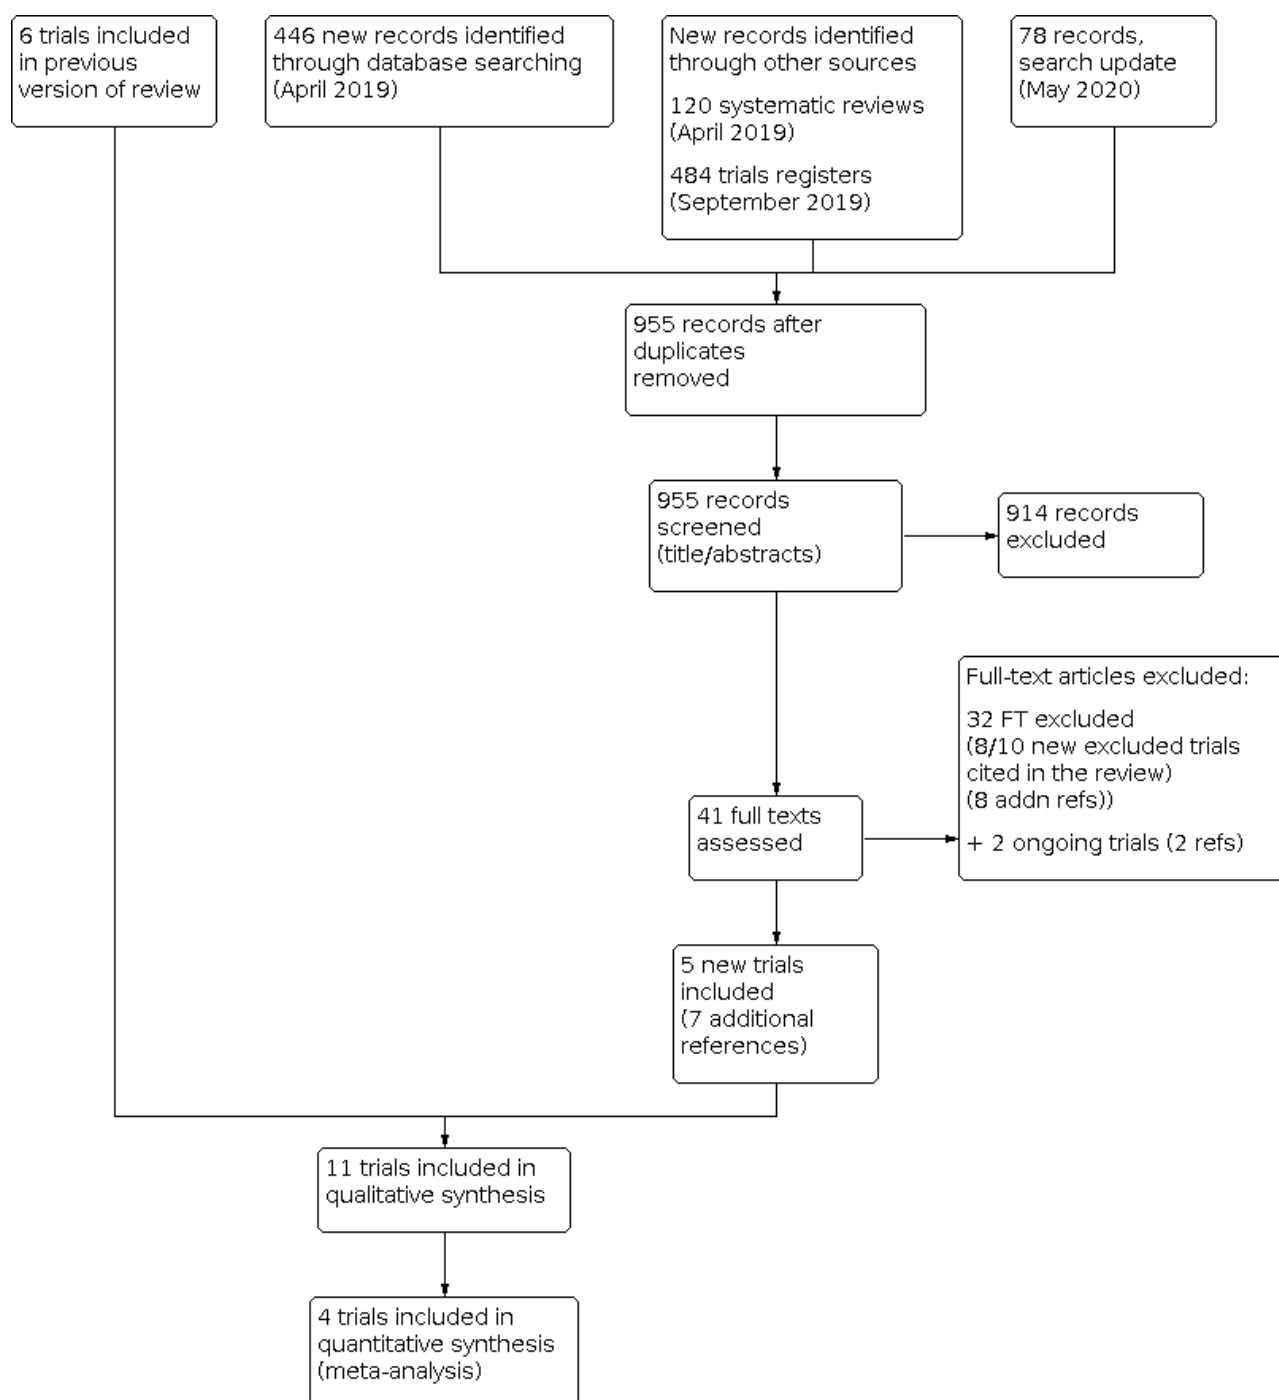 6 trials included
in previous
version of review
446 new records identified
through database searching
(April 2019)
New records identified
through other sources
120 systematic reviews
(April 2019)
484 trials registers
(September 2019)
78 records,
search update
(May 2020)
955 records after
duplicates
removed
955 records
screened
(title/abstracts)
914 records
excluded
Full-text articles excluded:
32 FT excluded
(8/10 new excluded trials
cited in the review)
(8 addn refs))
+ 2 ongoing trials (2 refs)
41 full texts
assessed
5 new trials
included
(7 additional
references)
11 trials included in
qualitative synthesis
4 trials included in
quantitative synthesis
(meta-analysis)